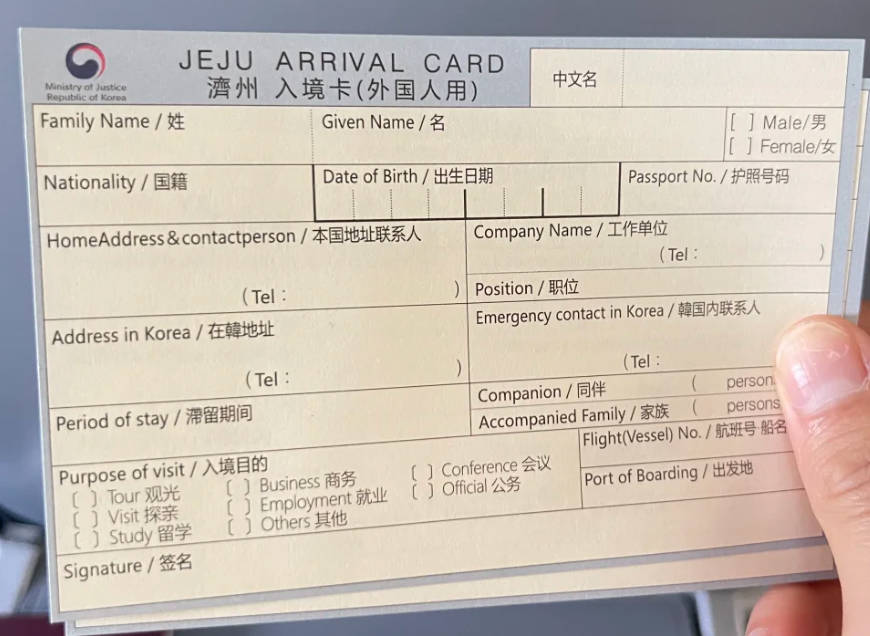 JEJU ARRIVAL CARD
濟州 入境卡(外国人用)
Ministry of Justice
Republic of Korea
中文名
Family Name / 姓
Given Name / 名
[ ] Male/男
[ ] Female/女
Nationality / 国籍
Date of Birth / 出生日期
Passport No. / 护照号码
HomeAddress&contactperson / 本国地址联系人
(Tel : )
Company Name / 工作单位
(Tel : )
Position / 职位
Address in Korea / 在韓地址
(Tel : )
Emergency contact in Korea / 韓国内联系人
(Tel :
Companion / 同伴 ( person
Accompanied Family / 家族 ( persons
Period of stay / 滞留期间
Flight(Vessel) No. / 航班号·船名
Port of Boarding / 出发地
Purpose of visit / 入境目的
[ ] Tour 观光
[ ] Business 商务
[ ] Conference 会议
[ ] Visit 探亲
[ ] Employment 就业
[ ] Official 公务
[ ] Study 留学
[ ] Others 其他
Signature / 签名